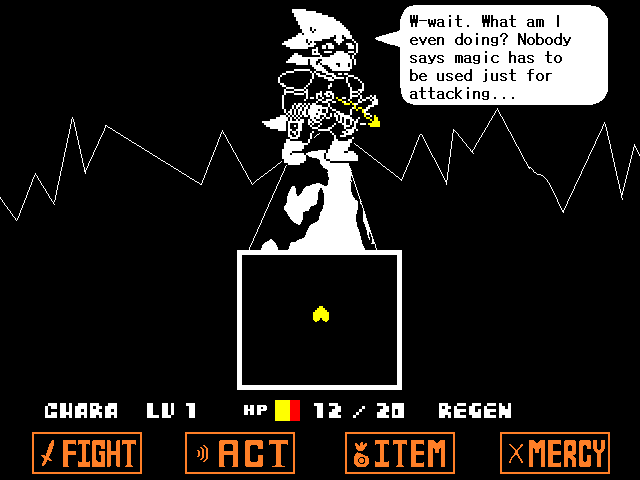 W-wait. What am I
even doing? Nobody
says magic has to
be used just for
attacking...
CHARA LV 1 HP 12 / 20 REGEN
FIGHT ACT ITEM MERCY